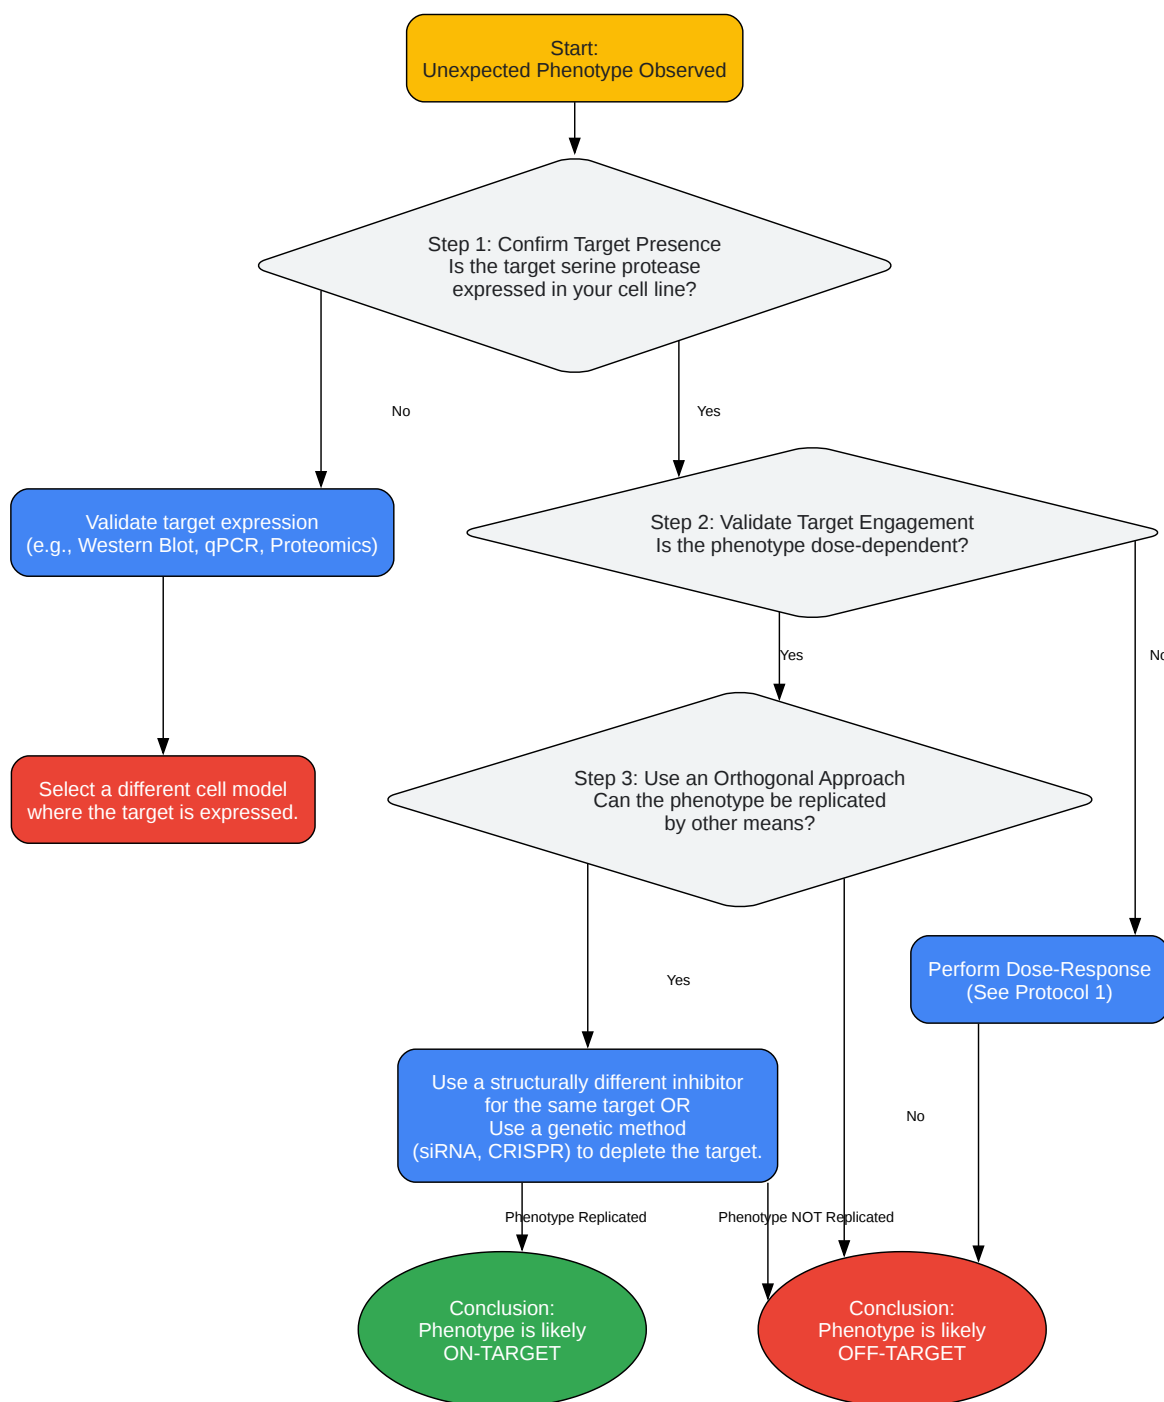 Start:
Unexpected Phenotype Observed
Step 1: Confirm Target Presence
Is the target serine protease
expressed in your cell line?
No
Yes
Validate target expression
(e.g., Western Blot, qPCR, Proteomics)
Step 2: Validate Target Engagement
Is the phenotype dose-dependent?
Yes
No
Select a different cell model
where the target is expressed.
Step 3: Use an Orthogonal Approach
Can the phenotype be replicated
by other means?
Yes
Perform Dose-Response
(See Protocol 1)
Use a structurally different inhibitor
for the same target OR
Use a genetic method
(siRNA, CRISPR) to deplete the target.
No
Phenotype Replicated
Phenotype NOT Replicated
Conclusion:
Phenotype is likely
ON-TARGET
Conclusion:
Phenotype is likely
OFF-TARGET